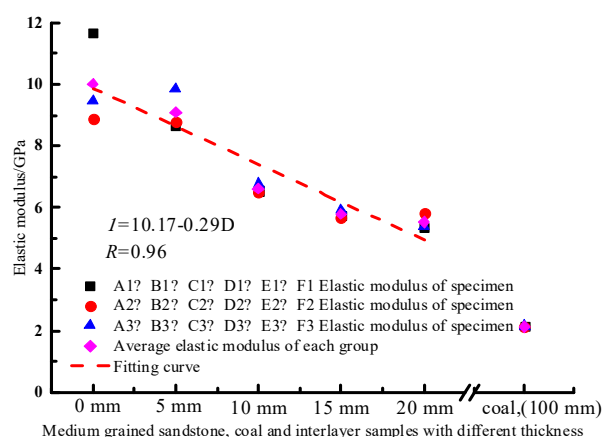 12
10
8
6
4
2
0
Elastic modulus/GPa
I=10.17-0.29D
R=0.96
A1? B1? C1? D1? E1? F1 Elastic modulus of specimen
A2? B2? C2? D2? E2? F2 Elastic modulus of specimen
A3? B3? C3? D3? E3? F3 Elastic modulus of specimen
Average elastic modulus of each group
Fitting curve
0 mm 5 mm 10 mm 15 mm 20 mm coal,(100 mm)
Medium grained sandstone, coal and interlayer samples with different thickness